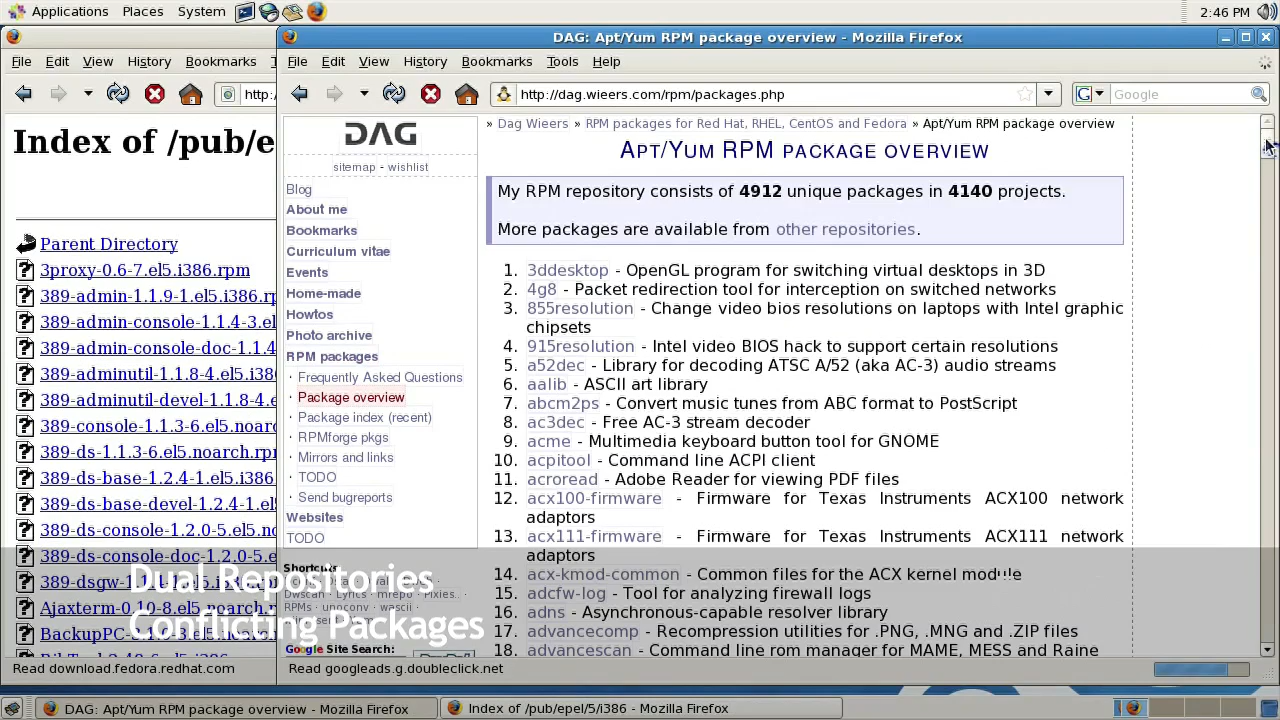 Applications Places System 2:46 PM
DAG: Apt/Yum RPM package overview - Mozilla Firefox
File Edit View History Bookmarks T
File Edit View History Bookmarks Tools Help
http:
http://dag.wieers.com/rpm/packages.php
Google
Index of /pub/e
Parent Directory
3proxy-0.6-7.el5.i386.rpm
389-admin-1.1.9-1.el5.i386.rp
389-admin-console-1.1.4-3.el
389-admin-console-doc-1.1.4
389-adminutil-1.1.8-4.el5.i386
389-adminutil-devel-1.1.8-4.e
389-console-1.1.3-6.el5.noarc
389-ds-1.1.3-6.el5.noarch.rpm
389-ds-base-1.2.4-1.el5.i386
389-ds-base-devel-1.2.4-1.el
389-ds-console-1.2.0-5.el5.no
389-ds-console-doc-1.2.0-5.e
Ajaxterm-0.10-8.el5.noarch.r
Read download.fedora.redhat.com
DAG
sitemap - wishlist
Blog
About me
Bookmarks
Curriculum vitae
Events
Home-made
Howtos
Photo archive
RPM packages
· Frequently Asked Questions
· Package overview
· Package index (recent)
· RPMforge pkgs
· Mirrors and links
· TODO
· Send bugreports
Websites
TODO
Shortcuts
Google Site Search:
» Dag Wieers » RPM packages for Red Hat, RHEL, CentOS and Fedora » Apt/Yum RPM package overview
APT/YUM RPM PACKAGE OVERVIEW
My RPM repository consists of 4912 unique packages in 4140 projects.
More packages are available from other repositories.
1. 3ddesktop - OpenGL program for switching virtual desktops in 3D
2. 4g8 - Packet redirection tool for interception on switched networks
3. 855resolution - Change video bios resolutions on laptops with Intel graphic
chipsets
4. 915resolution - Intel video BIOS hack to support certain resolutions
5. a52dec - Library for decoding ATSC A/52 (aka AC-3) audio streams
6. aalib - ASCII art library
7. abcm2ps - Convert music tunes from ABC format to PostScript
8. ac3dec - Free AC-3 stream decoder
9. acme - Multimedia keyboard button tool for GNOME
10. acpitool - Command line ACPI client
11. acroread - Adobe Reader for viewing PDF files
12. acx100-firmware - Firmware for Texas Instruments ACX100 network
adaptors
13. acx111-firmware - Firmware for Texas Instruments ACX111 network
adaptors
14. acx-kmod-common - Common files for the ACX kernel module
15. adcfw-log - Tool for analyzing firewall logs
16. adns - Asynchronous-capable resolver library
17. advancecomp - Recompression utilities for .PNG, .MNG and .ZIP files
18. advancescan - Command line rom manager for MAME, MESS and Raine
Dual Repositories
Conflicting Packages
Read googleads.g.doubleclick.net
DAG: Apt/Yum RPM package overview - Mozilla Firefox
Index of /pub/epel/5/i386 - Mozilla Firefox